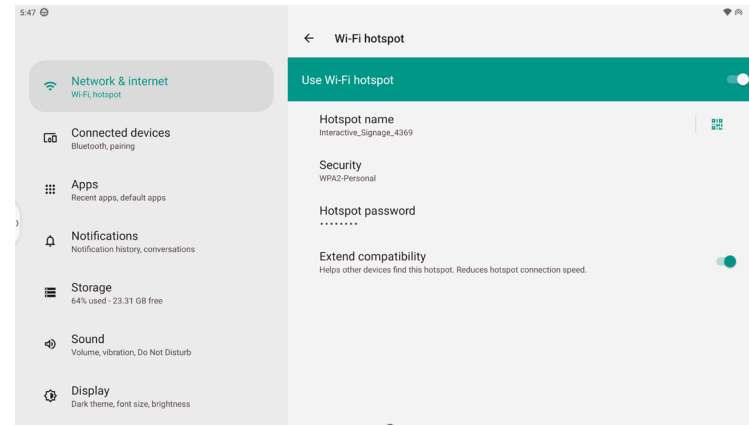 5:47
Wi-Fi hotspot
Network & internet
Wi-Fi, hotspot
Connected devices
Bluetooth, pairing
Apps
Recent apps, default apps
Notifications
Notification history, conversations
Storage
64% used - 23.31 GB free
Sound
Volume, vibration, Do Not Disturb
Display
Dark theme, font size, brightness
Use Wi-Fi hotspot
Hotspot name
Interactive_Signage_4369
Security
WPA2-Personal
Hotspot password
••••••••
Extend compatibility
Helps other devices find this hotspot. Reduces hotspot connection speed.